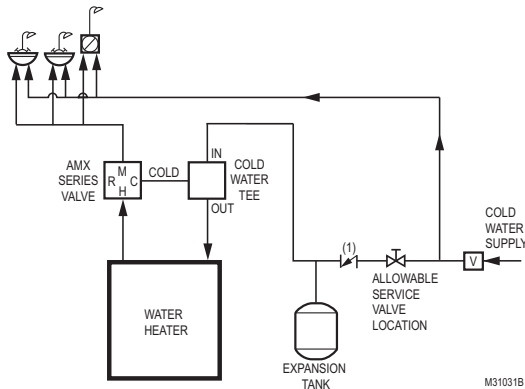 IN
AMX
SERIES
VALVE
M
R C
H
COLD
COLD
WATER
TEE
OUT
(1)
COLD
WATER
SUPPLY
V
ALLOWABLE
SERVICE
VALVE
LOCATION
WATER
HEATER
EXPANSION
TANK
M31031B